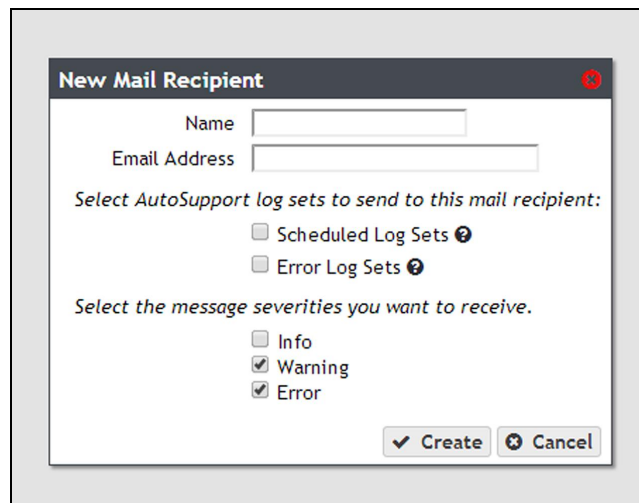 New Mail Recipient
Name
Email Address
Select AutoSupport log sets to send to this mail recipient:
Scheduled Log Sets
Error Log Sets
Select the message severities you want to receive.
Info
Warning
Error
Create Cancel